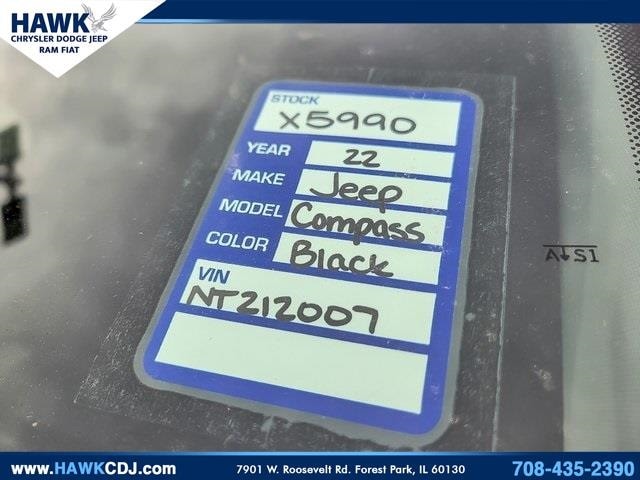 HAWK
CHRYSLER DODGE JEEP
RAM FIAT
STOCK
X5990
YEAR 22
MAKE Jeep
MODEL Compass
COLOR Black
VIN
NT212007
AS1
www.HAWKCDJ.com 7901 W. Roosevelt Rd. Forest Park, IL 60130 708-435-2390